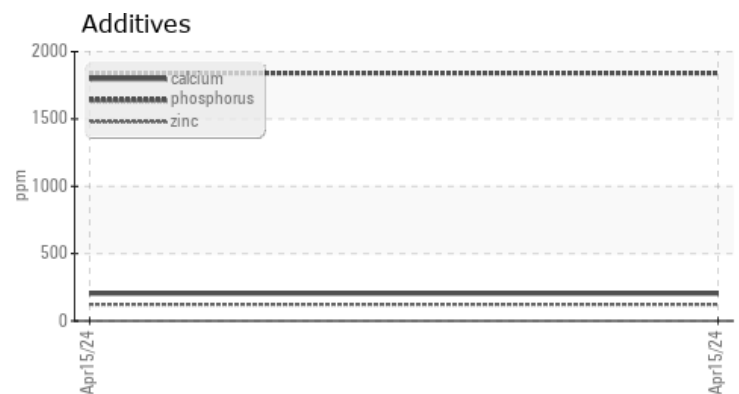 Additives
2000
1500
1000
500
0
ppm
calcium
phosphorus
zinc
Apr15/24
Apr15/24